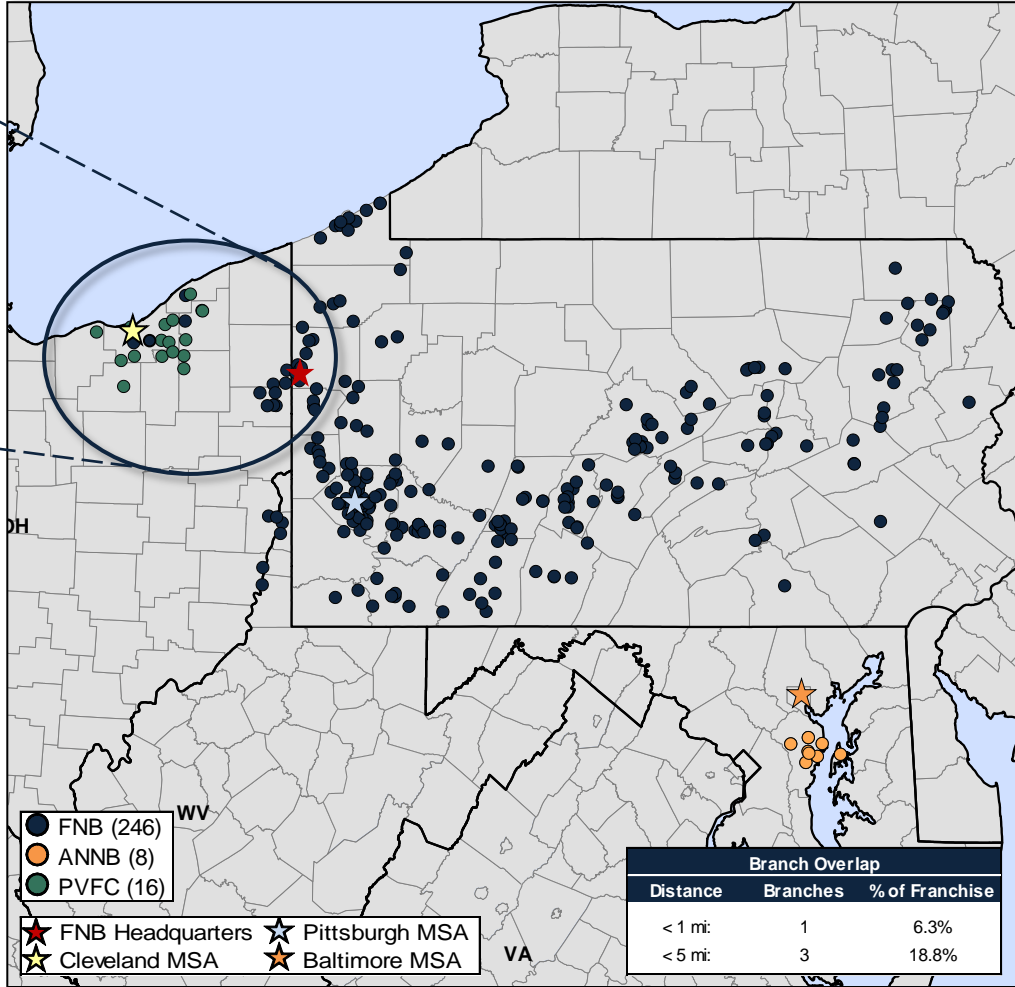 OH
WV
VA
FNB (246)
ANNB (8)
PVFC (16)
FNB Headquarters
Pittsburgh MSA
Cleveland MSA
Baltimore MSA
Branch Overlap
Distance Branches % of Franchise
< 1 mi: 1 6.3%
< 5 mi: 3 18.8%